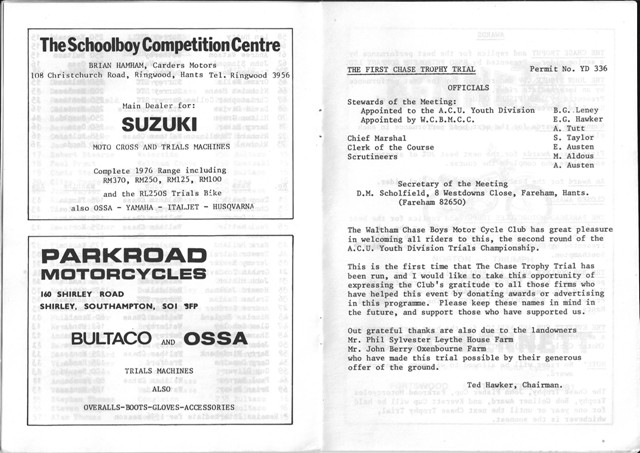 The Schoolboy Competition Centre
BRIAN HAMHAM, Carders Motors
108 Christchurch Road, Ringwood, Hants Tel. Ringwood 3956
Main Dealer for:
SUZUKI
MOTO CROSS AND TRIALS MACHINES
Complete 1976 Range including
RM370, RM250, RM125, RM100
and the RL250S Trials Bike
also OSSA - YAMAHA - ITALJET - HUSQVARNA
PARKROAD
MOTORCYCLES
160 SHIRLEY ROAD
SHIRLEY, SOUTHAMPTON, SO1 3FP
BULTACO AND OSSA
TRIALS MACHINES
ALSO
OVERALLS-BOOTS-GLOVES-ACCESSORIES
THE FIRST CHASE TROPHY TRIAL Permit No. YD 336
OFFICIALS
Stewards of the Meeting:
Appointed to the A.C.U. Youth Division B.G. Leney
Appointed by W.C.B.M.C.C. E.G. Hawker
A. Tutt
Chief Marshal S. Taylor
Clerk of the Course E. Austen
Scrutineers M. Aldous
A. Austen
Secretary of the Meeting
D.M. Scholfield, 8 Westdowns Close, Fareham, Hants.
(Fareham 82650)
The Waltham Chase Boys Motor Cycle Club has great pleasure
in welcoming all riders to this, the second round of the
A.C.U. Youth Division Trials Championship.
This is the first time that The Chase Trophy Trial has
been run, and I would like to take this opportunity of
expressing the Club's gratitude to all those firms who
have helped this event by donating awards or advertising
in this programme. Please keep these names in mind in
the future, and support those who have supported us.
Out grateful thanks are also due to the landowners
Mr. Phil Sylvester Leythe House Farm
Mr. John Berry Oxenbourne Farm
who have made this trial possible by their generous
offer of the ground.
Ted Hawker, Chairman.